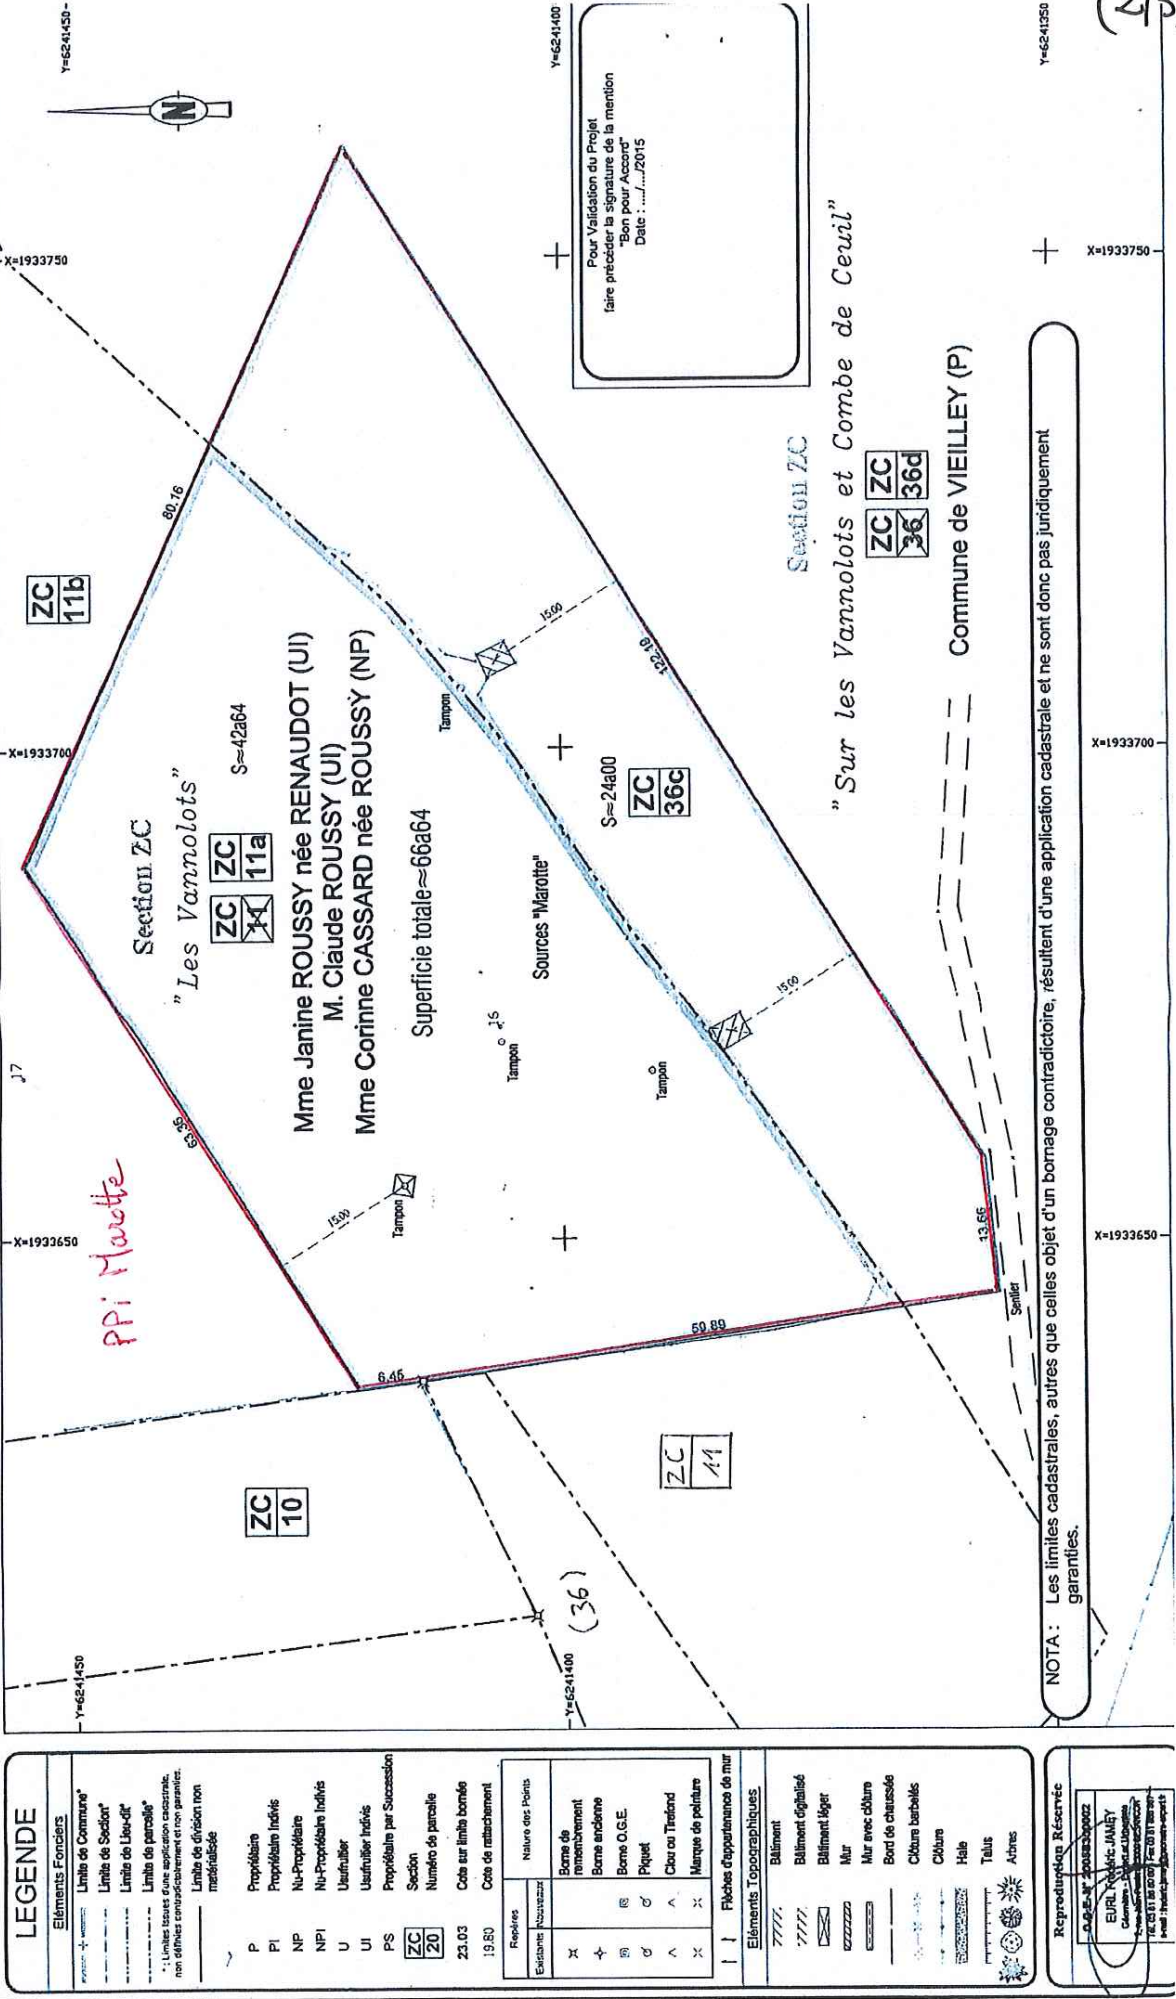 LEGENDE
Eléments Fonciers
Limite de Commune*
Limite de Section*
Limite de Lieu-dit*
Limite de parcelle*
*: Limites issues d'une application cadastrale,
non définies contradictoirement et non garanties.
Limite de division non
matérialisée
P Propriétaire
PI Propriétaire Indivis
NP Nu-Propriétaire
NPI Nu-Propriétaire Indivis
U Usufruitier
UI Usufruitier Indivis
PS Propriétaire par Succession
ZC Section
20 Numéro de parcelle
23.03 Cote sur limite bornée
19.80 Cote de rattachement
Repères
Nature des Points
Existants Nouveaux
Borne de
remembrement
Borne ancienne
Borne O.G.E.
Piquet
Clou ou Tirefond
Marque de peinture
Flèches d'appartenance de mur
Eléments Topographiques
Bâtiment
Bâtiment digitalisé
Bâtiment léger
Mur
Mur avec clôture
Bord de chaussée
Clôture barbelés
Clôture
Haie
Talus
Arbres
Reproduction Réservée
EURL Frédéric JAMEY
Y=6241450
Y=6241400
Y=6241450
Y=6241400
Y=6241350
X=1933650
X=1933700
X=1933750
X=1933650
X=1933700
X=1933750
N
17
PPi Marotte
63.36
80.16
ZC
11b
Section ZC
"Les Vannolots"
ZC ZC
11 11a
S≈42a64
Mme Janine ROUSSY née RENAUDOT (UI)
M. Claude ROUSSY (UI)
Mme Corinne CASSARD née ROUSSY (NP)
Superficie totale≈66a64
15.00
Tampon
Tampon
15
Tampon
Tampon
Sources "Marotte"
15.00
15.00
S≈24a00
ZC
36c
122.19
6.45
59.89
13.66
Sentier
ZC
10
(36)
ZC
11
Pour Validation du Projet
faire précéder la signature de la mention
"Bon pour Accord"
Date : ..../..../2015
Section ZC
"Sur les Vannolots et Combe de Ceuil"
ZC ZC
36 36d
Commune de VIEILLEY (P)
NOTA : Les limites cadastrales, autres que celles objet d'un bornage contradictoire, résultent d'une application cadastrale et ne sont donc pas juridiquement
garanties.